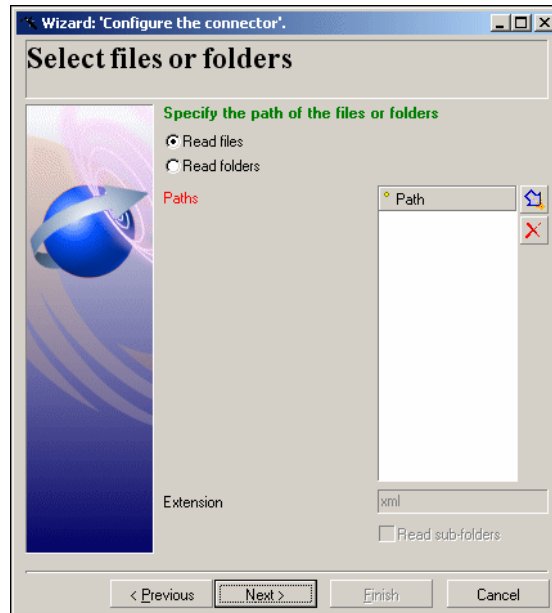 Wizard: 'Configure the connector'.
Select files or folders
Specify the path of the files or folders
Read files
Read folders
Paths
Path
Extension
xml
Read sub-folders
< Previous
Next >
Finish
Cancel